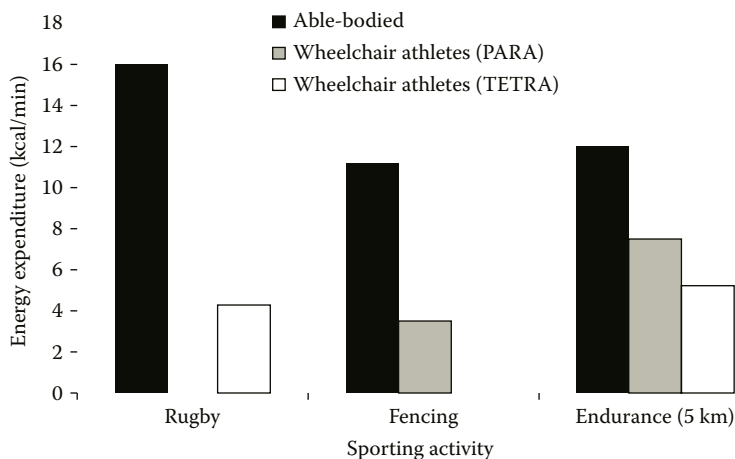 18
Able-bodied
Wheelchair athletes (PARA)
Wheelchair athletes (TETRA)
16
14
12
10
8
6
4
2
0
Energy expenditure (kcal/min)
Rugby
Fencing
Endurance (5 km)
Sporting activity